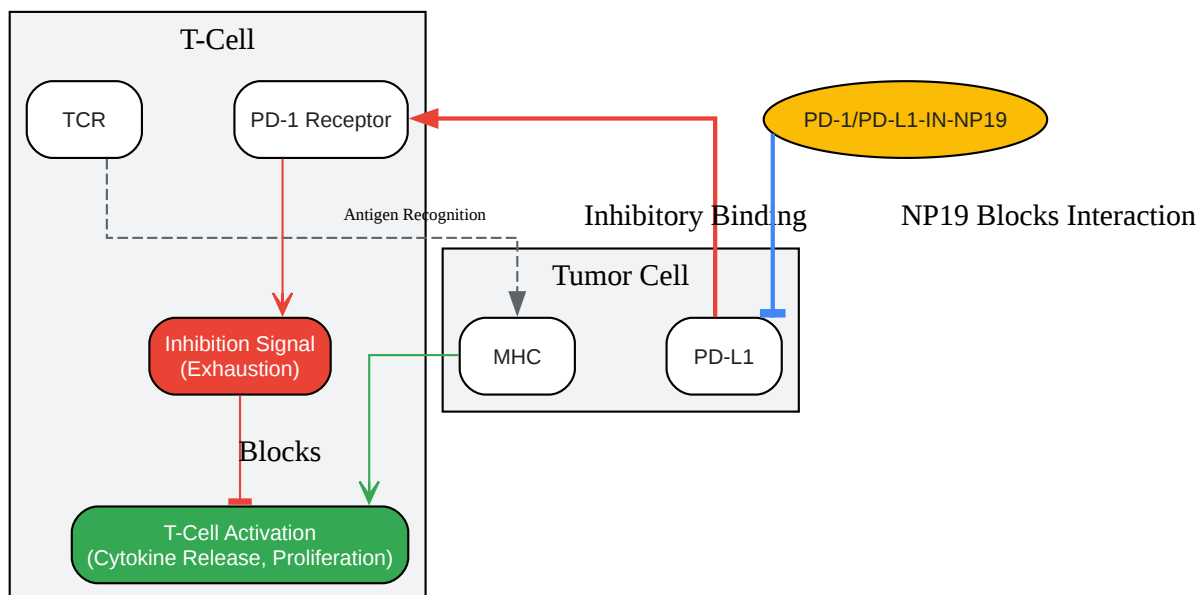 T-Cell
TCR
PD-1 Receptor
PD-1/PD-L1-IN-NP19
Antigen Recognition
Inhibitory Binding
NP19 Blocks Interaction
Tumor Cell
Inhibition Signal
(Exhaustion)
MHC
PD-L1
Blocks
T-Cell Activation
(Cytokine Release, Proliferation)